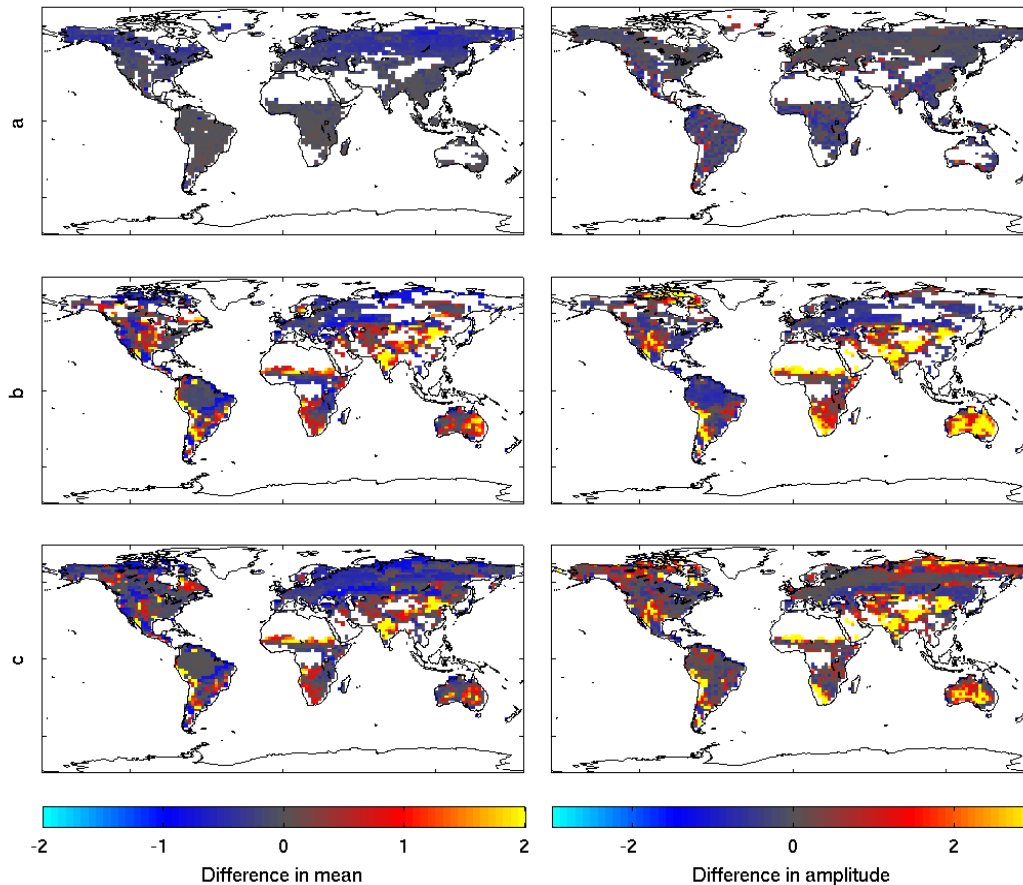 a
b
c
-2 -1 0 1 2
-2 0 2
Difference in mean
Difference in amplitude